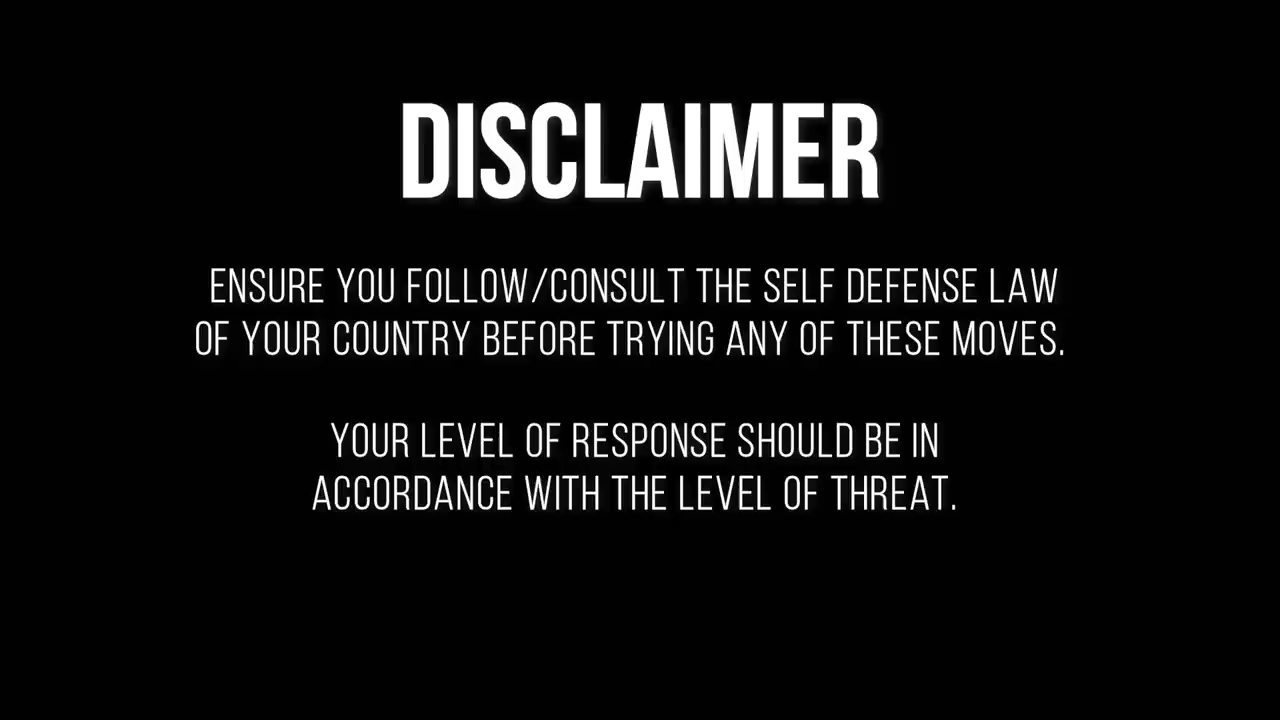 DISCLAIMER
ENSURE YOU FOLLOW/CONSULT THE SELF DEFENSE LAW
OF YOUR COUNTRY BEFORE TRYING ANY OF THESE MOVES.
YOUR LEVEL OF RESPONSE SHOULD BE IN
ACCORDANCE WITH THE LEVEL OF THREAT.